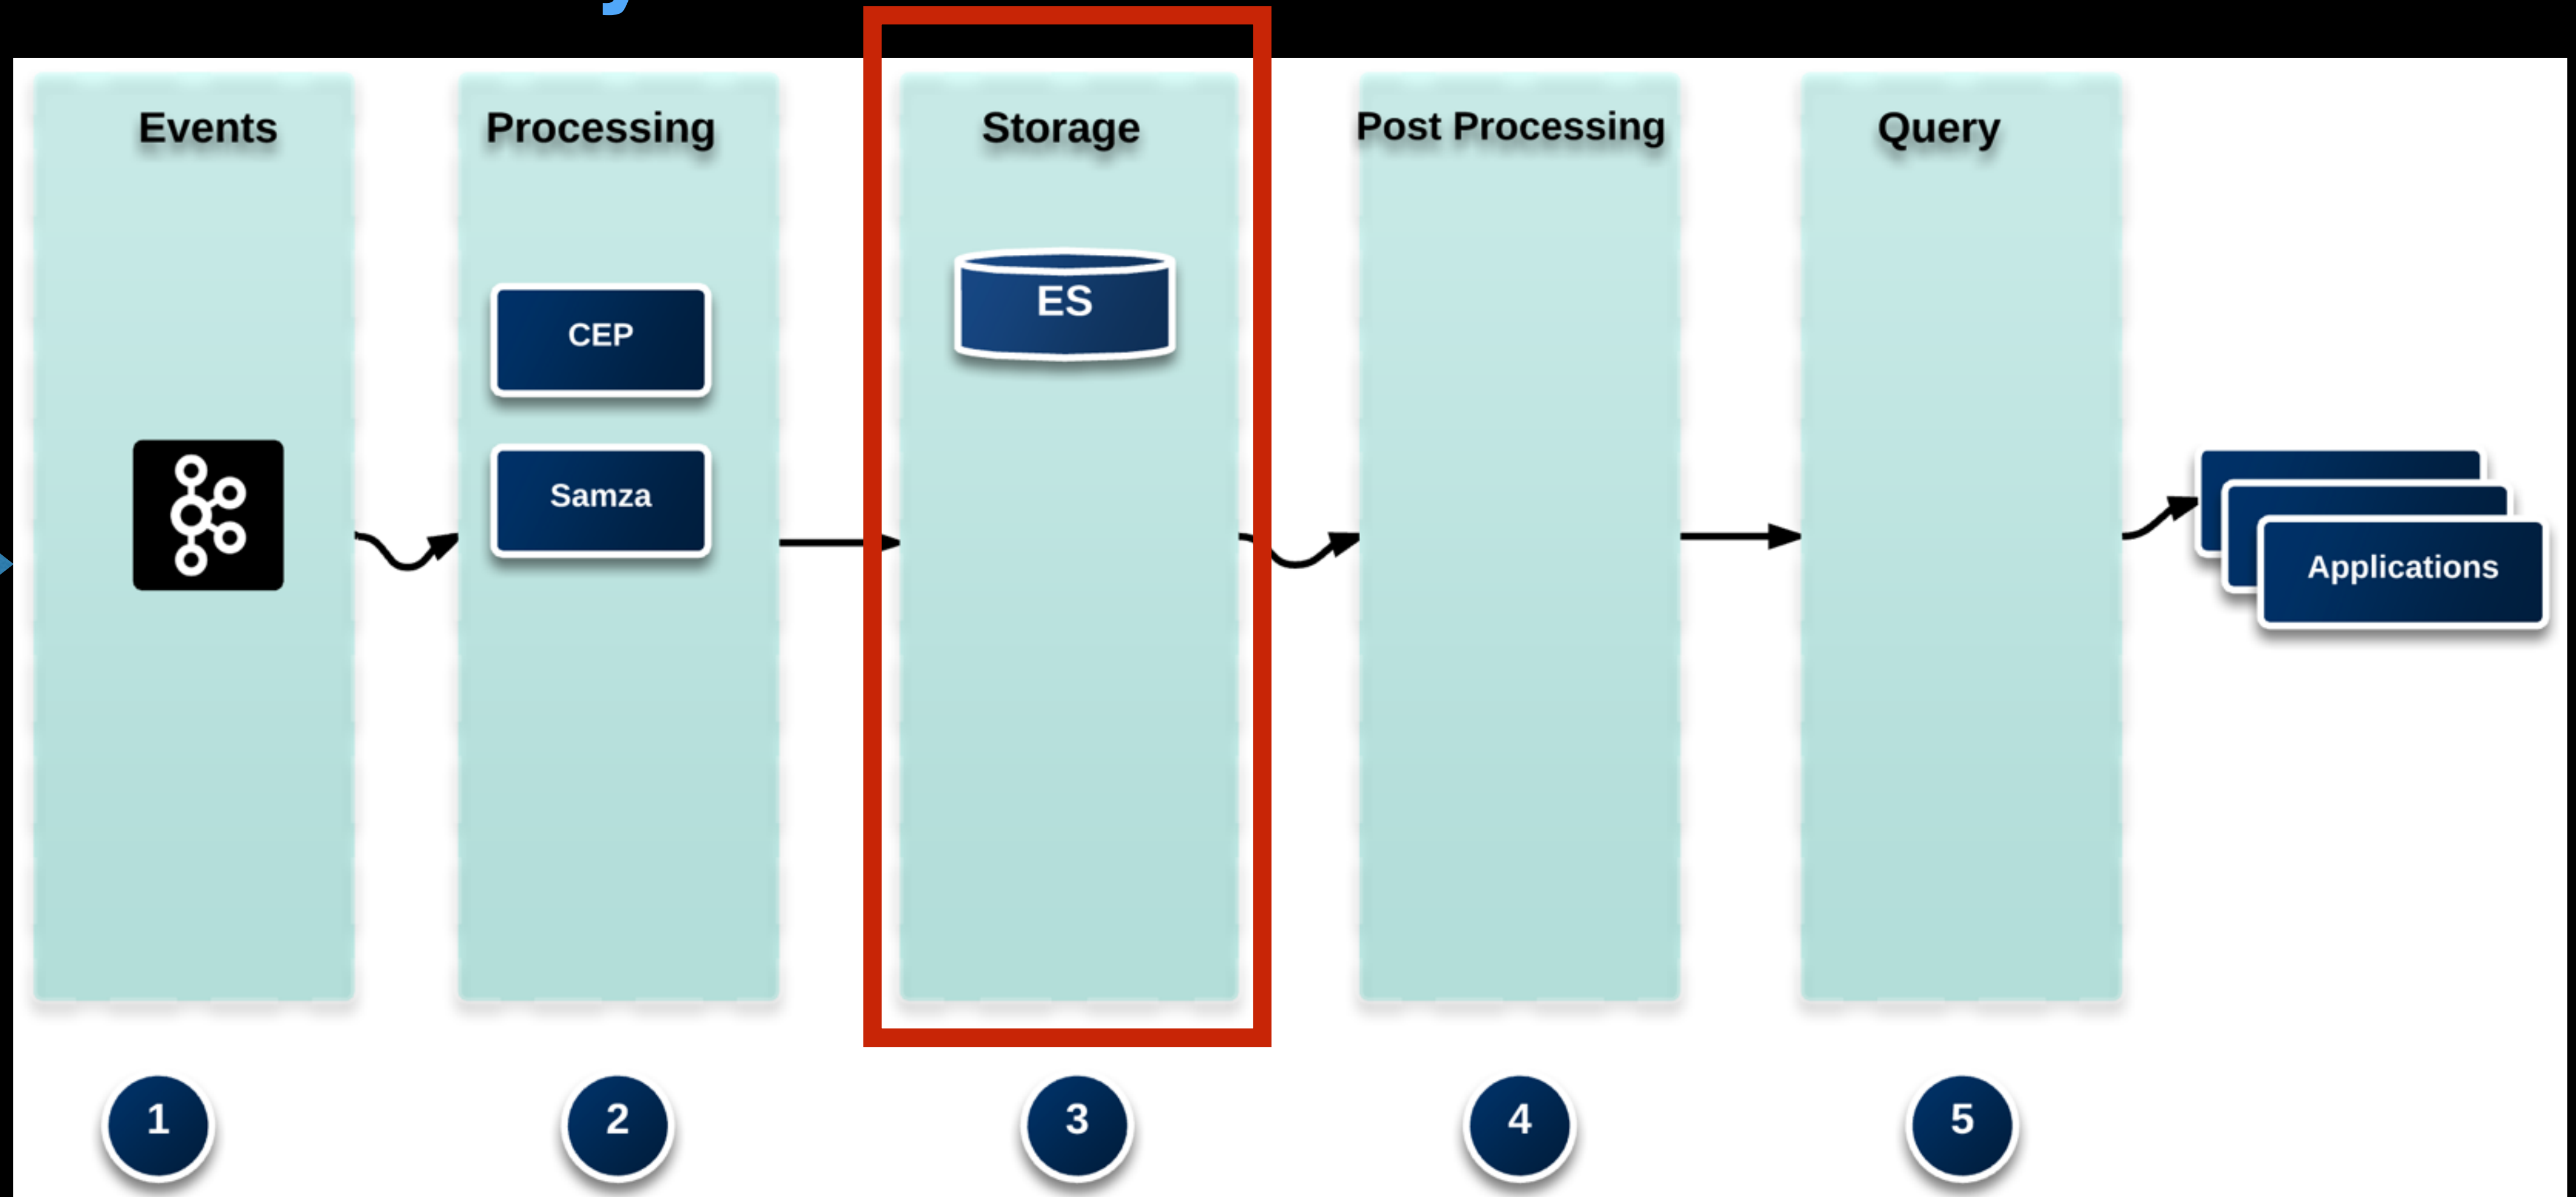 Events
Processing
Storage
Post Processing
Query
CEP
Samza
ES
Applications
1
2
3
4
5